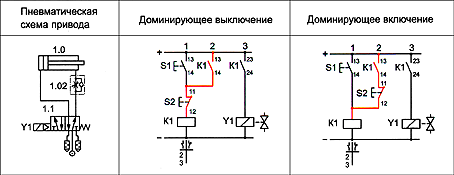 Пневматическая
схема привода
Доминирующее выключение
Доминирующее включение
1.0
1.02
1.1
Y1
1 2 3
+ +
S1 13 14
K1 13 14
K1 23 24
S2 11 12
K1
Y1
- -
2
3
1 2 3
+ +
S1 13 14
K1 13 14
K1 23 24
S2 11 12
K1
Y1
- -
2
3